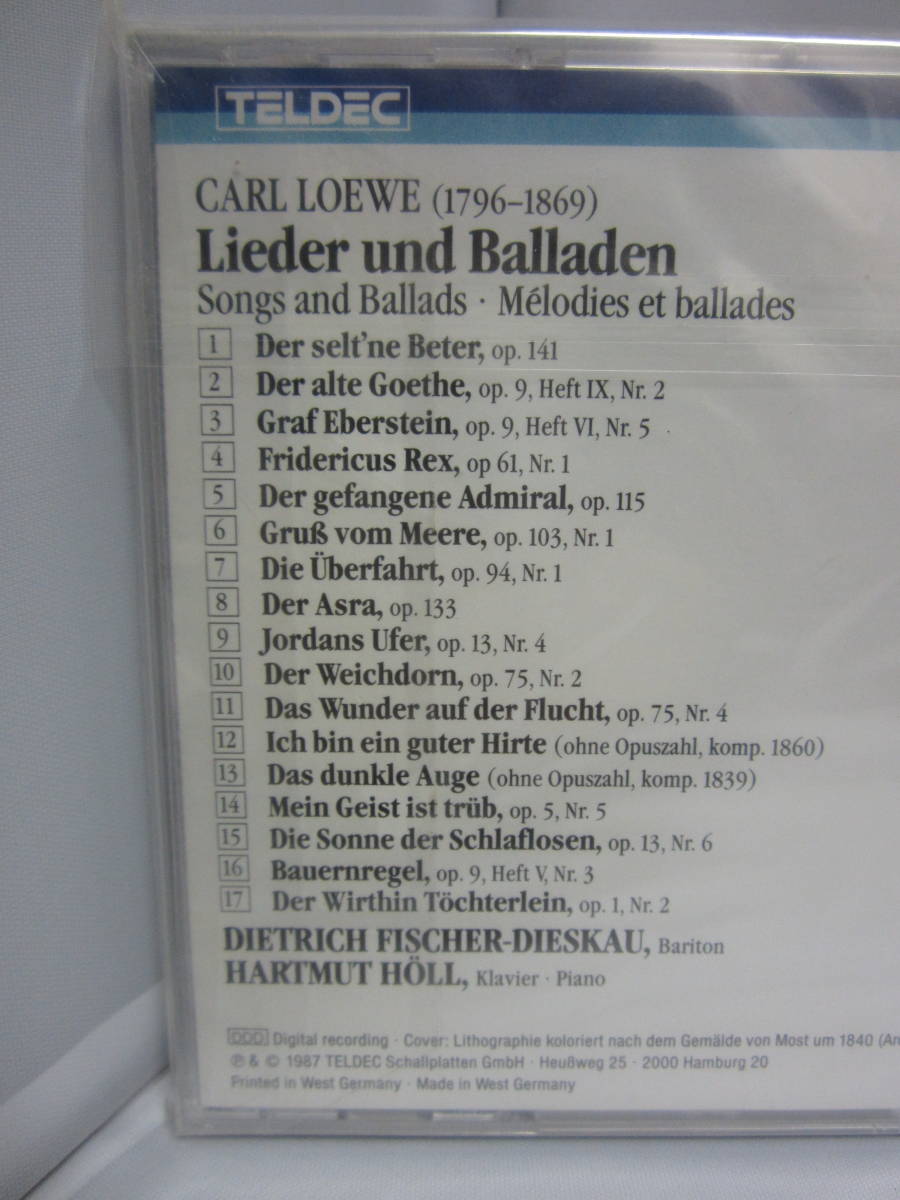 TELDEC
CARL LOEWE (1796–1869)
Lieder und Balladen
Songs and Ballads · Mélodies et ballades
1 Der selt'ne Beter, op. 141
2 Der alte Goethe, op. 9, Heft IX, Nr. 2
3 Graf Eberstein, op. 9, Heft VI, Nr. 5
4 Fridericus Rex, op 61, Nr. 1
5 Der gefangene Admiral, op. 115
6 Gruß vom Meere, op. 103, Nr. 1
7 Die Überfahrt, op. 94, Nr. 1
8 Der Asra, op. 133
9 Jordans Ufer, op. 13, Nr. 4
10 Der Weichdorn, op. 75, Nr. 2
11 Das Wunder auf der Flucht, op. 75, Nr. 4
12 Ich bin ein guter Hirte (ohne Opuszahl, komp. 1860)
13 Das dunkle Auge (ohne Opuszahl, komp. 1839)
14 Mein Geist ist trüb, op. 5, Nr. 5
15 Die Sonne der Schlaflosen, op. 13, Nr. 6
16 Bauernregel, op. 9, Heft V, Nr. 3
17 Der Wirthin Töchterlein, op. 1, Nr. 2
DIETRICH FISCHER-DIESKAU, Bariton
HARTMUT HÖLL, Klavier · Piano
DDD Digital recording · Cover: Lithographie koloriert nach dem Gemälde von Most um 1840
℗ & © 1987 TELDEC Schallplatten GmbH · Heußweg 25 · 2000 Hamburg 20
Printed in West Germany · Made in West Germany